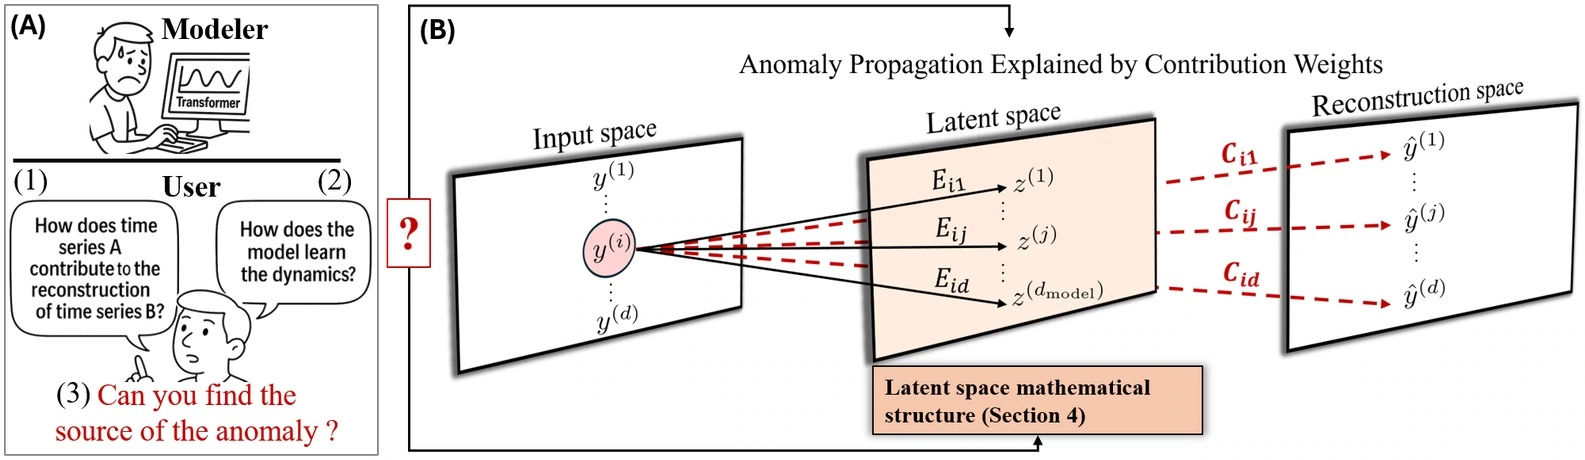 (A)
Modeler
Transformer
(1)
User
(2)
How does time
series A
contribute to the
reconstruction
of time series B?
How does the
model learn
the dynamics?
(3) Can you find the
source of the anomaly ?
?
(B)
Anomaly Propagation Explained by Contribution Weights
Input space
y^(1)
⋮
y^(i)
⋮
y^(d)
Latent space
E_i1
z^(1)
⋮
E_ij
z^(j)
⋮
E_id
z^(d_model)
Latent space mathematical
structure (Section 4)
C_i1
C_ij
C_id
Reconstruction space
ŷ^(1)
⋮
ŷ^(j)
⋮
ŷ^(d)